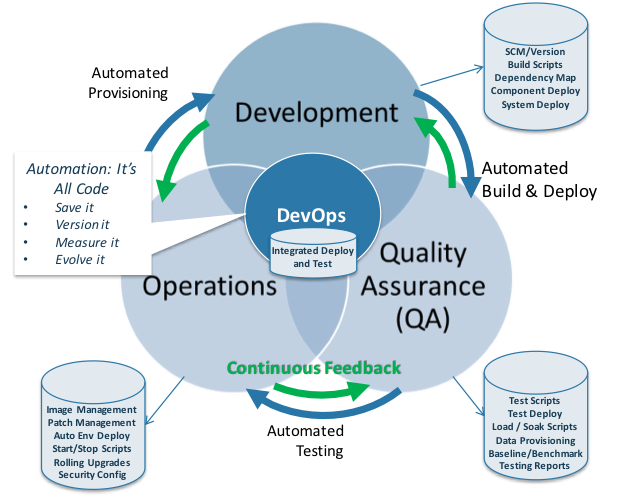 SCM/Version
Build Scripts
Dependency Map
Component Deploy
System Deploy
Automated
Provisioning
Development
Automation: It's
All Code
• Save it
• Version it
• Measure it
• Evolve it
Automated
Build & Deploy
DevOps
Integrated Deploy
and Test
Operations
Quality
Assurance
(QA)
Continuous Feedback
Automated
Testing
Image Management
Patch Management
Auto Env Deploy
Start/Stop Scripts
Rolling Upgrades
Security Config
Test Scripts
Test Deploy
Load / Soak Scripts
Data Provisioning
Baseline/Benchmark
Testing Reports